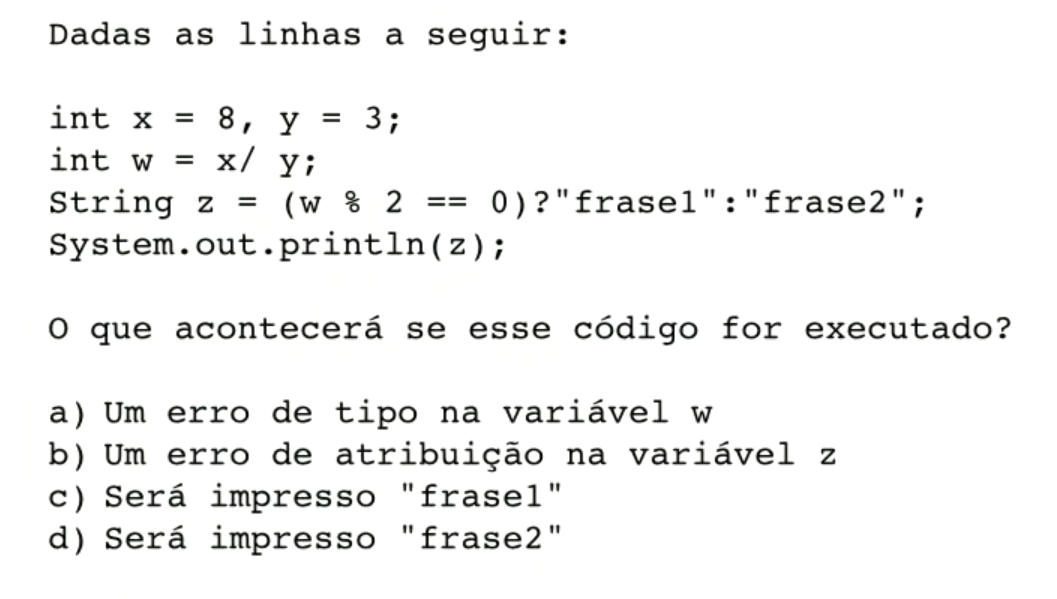 Dadas as linhas a seguir:
int x = 8, y = 3;
int w = x/ y;
String z = (w % 2 == 0)?"frase1":"frase2";
System.out.println(z);
O que acontecerá se esse código for executado?
a) Um erro de tipo na variável w
b) Um erro de atribuição na variável z
c) Será impresso "frase1"
d) Será impresso "frase2"